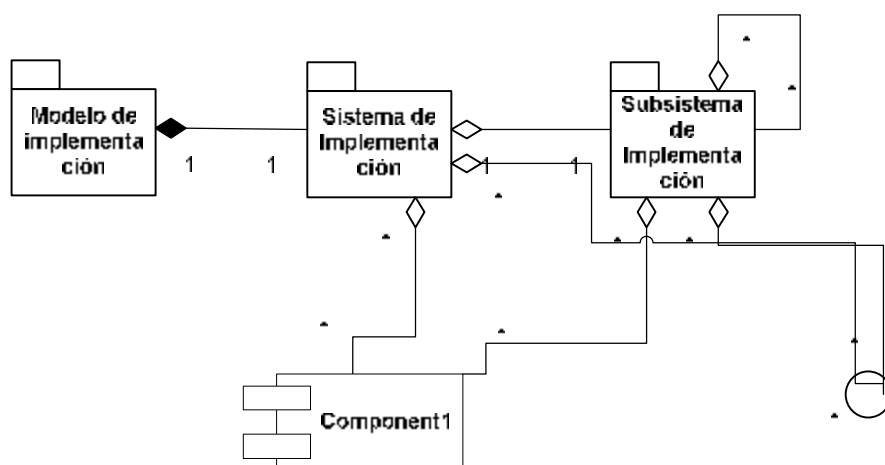 Modelo de
implementa
ción
Sistema de
Implementa
ción
Subsistema
de
Implementa
ción
1
1
1
1
*
*
*
*
*
*
*
*
*
*
Component1